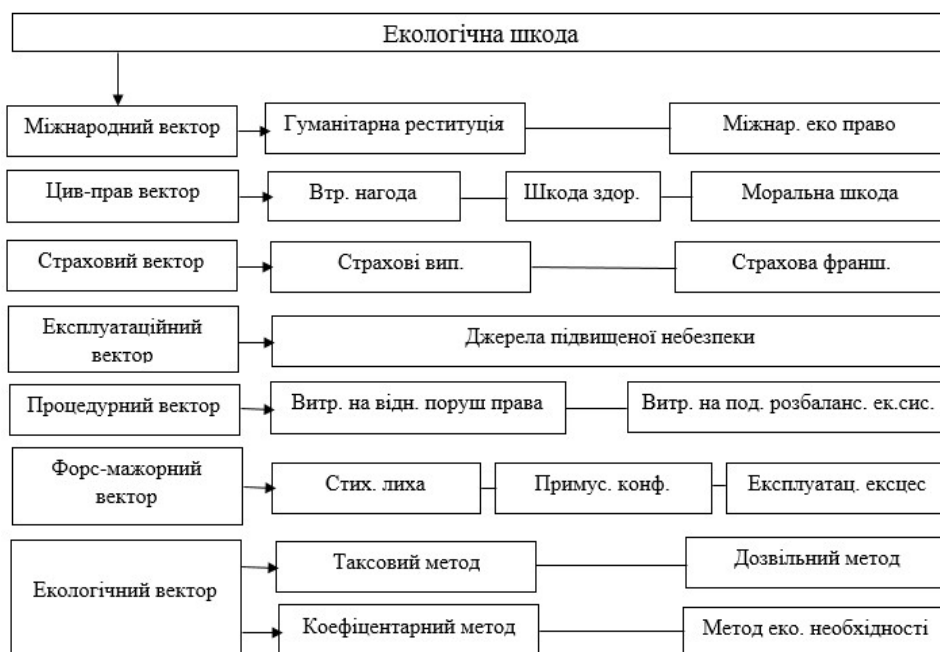 Екологічна шкода
Міжнародний вектор
Гуманітарна реституція
Міжнар. еко право
Цив-прав вектор
Втр. нагода
Шкода здор.
Моральна шкода
Страховий вектор
Страхові вип.
Страхова франш.
Експлуатаційний
вектор
Джерела підвищеної небезпеки
Процедурний вектор
Витр. на відн. поруш права
Витр. на под. розбаланс. ек.сис.
Форс-мажорний
вектор
Стих. лиха
Примус. конф.
Експлуатац. ексцес
Екологічний вектор
Таксовий метод
Дозвільний метод
Коефіцентарний метод
Метод еко. необхідності